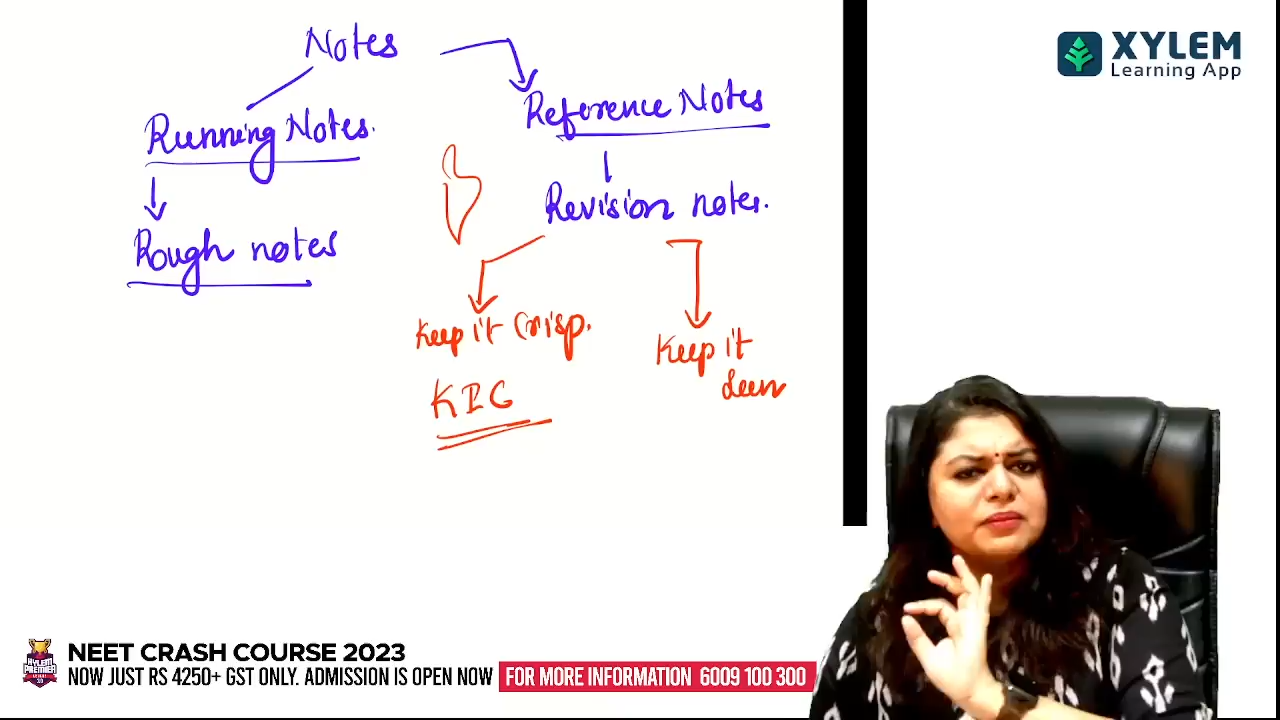 Notes
Running Notes.
Reference Notes
Rough notes
Revision notes.
Keep it Crisp.
Keep it
KIC
XYLEM
Learning App
NEET CRASH COURSE 2023
NOW JUST RS 4250+ GST ONLY. ADMISSION IS OPEN NOW
FOR MORE INFORMATION 6009 100 300
XYLEM
PREMIER